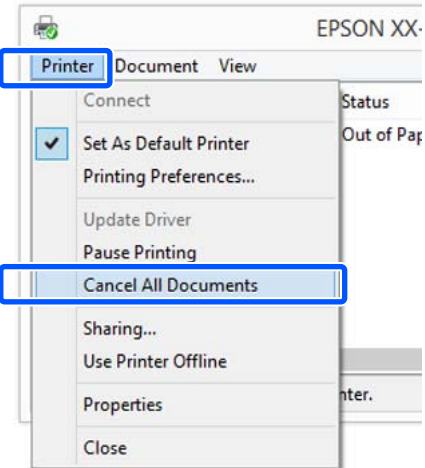 EPSON XX-
Printer Document View
Connect
Status
Set As Default Printer
Out of Pap
Printing Preferences...
Update Driver
Pause Printing
Cancel All Documents
Sharing...
Use Printer Offline
Properties
nter.
Close